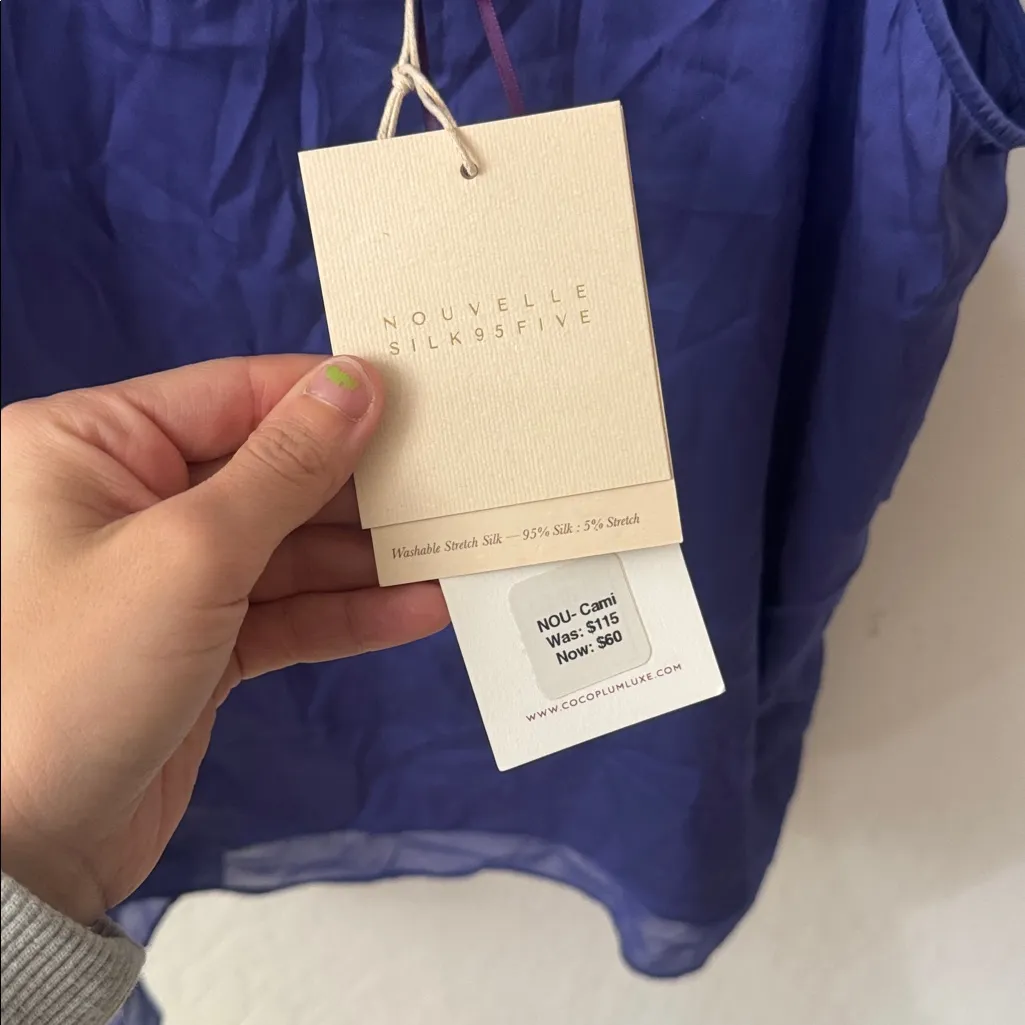 NOUVELLE
SILK95FIVE
Washable Stretch Silk — 95% Silk : 5% Stretch
NOU- Cami
Was: $115
Now: $60
WWW.COCOPLUMLUXE.COM